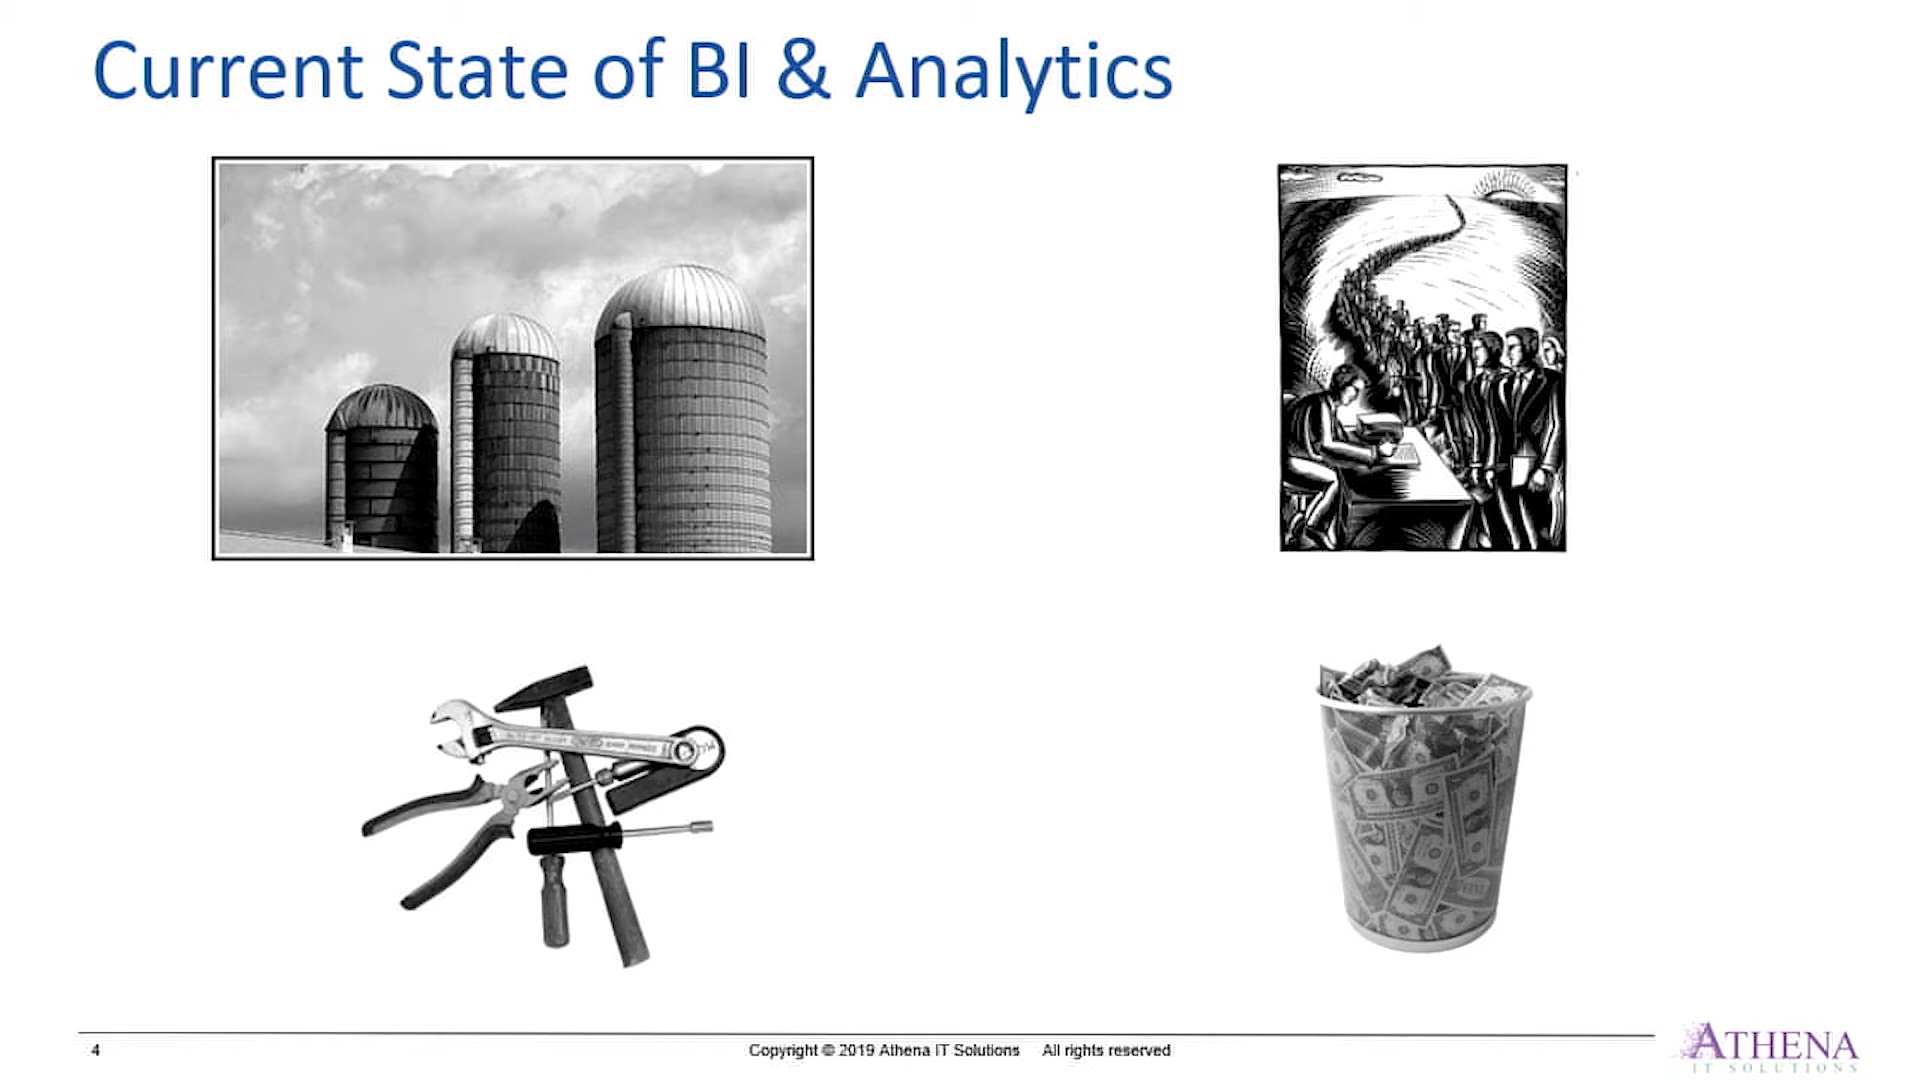 Current State of BI & Analytics
4
Copyright © 2019 Athena IT Solutions All rights reserved
ATHENA
IT SOLUTIONS